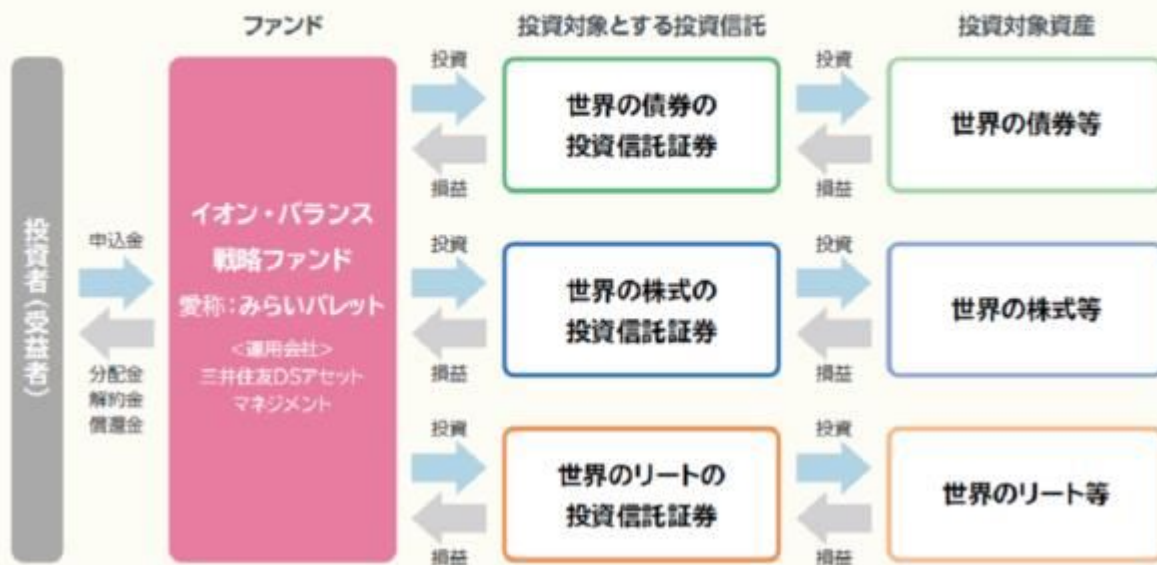 ファンド
投資対象とする投資信託
投資対象資産
投資者(受益者)
申込金
分配金
解約金
償還金
イオン・バランス
戦略ファンド
愛称:みらいパレット
<運用会社>
三井住友DSアセット
マネジメント
投資
損益
世界の債券の
投資信託証券
投資
損益
世界の債券等
投資
損益
世界の株式の
投資信託証券
投資
損益
世界の株式等
投資
損益
世界のリートの
投資信託証券
投資
損益
世界のリート等